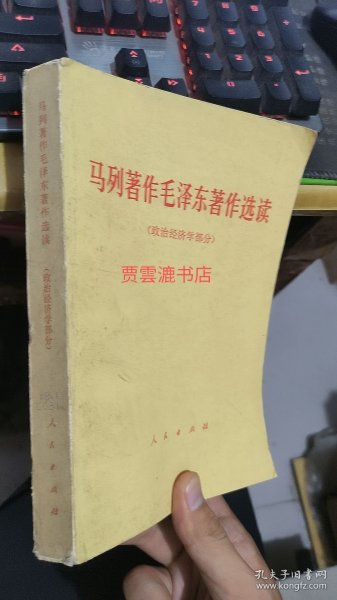 马列著作毛泽东著作选读
(政治经济学部分)
贾雲漉书店
人民出版社
马列著作毛泽东著作选读
(政治经济学部分)
人民出版社
孔夫子旧书网
www.kongfz.com